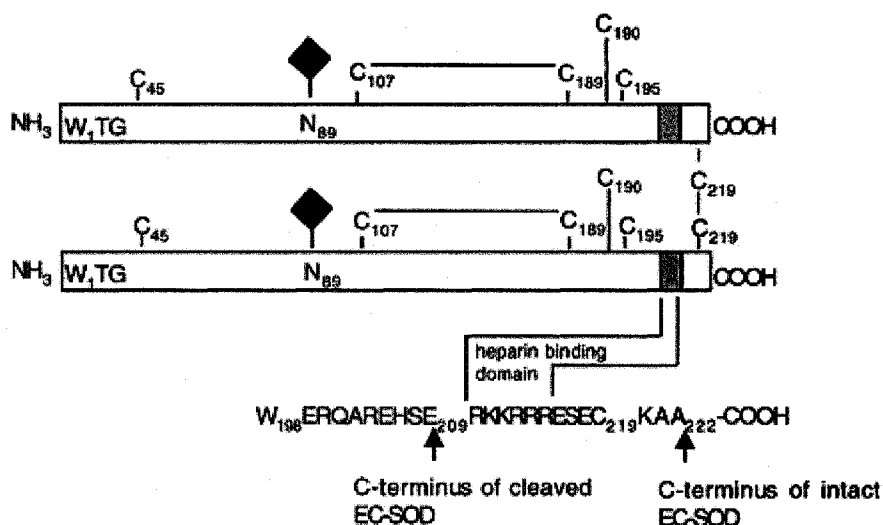 C190
C45 C107 C189 C195
NH3 W1TG N89 COOH
C190 C219
C45 C107 C189 C195 C219
NH3 W1TG N89 COOH
heparin binding
domain
W198ERQAREHSE209RKKRRRESEC219KAA222-COOH
C-terminus of cleaved
EC-SOD
C-terminus of intact
EC-SOD